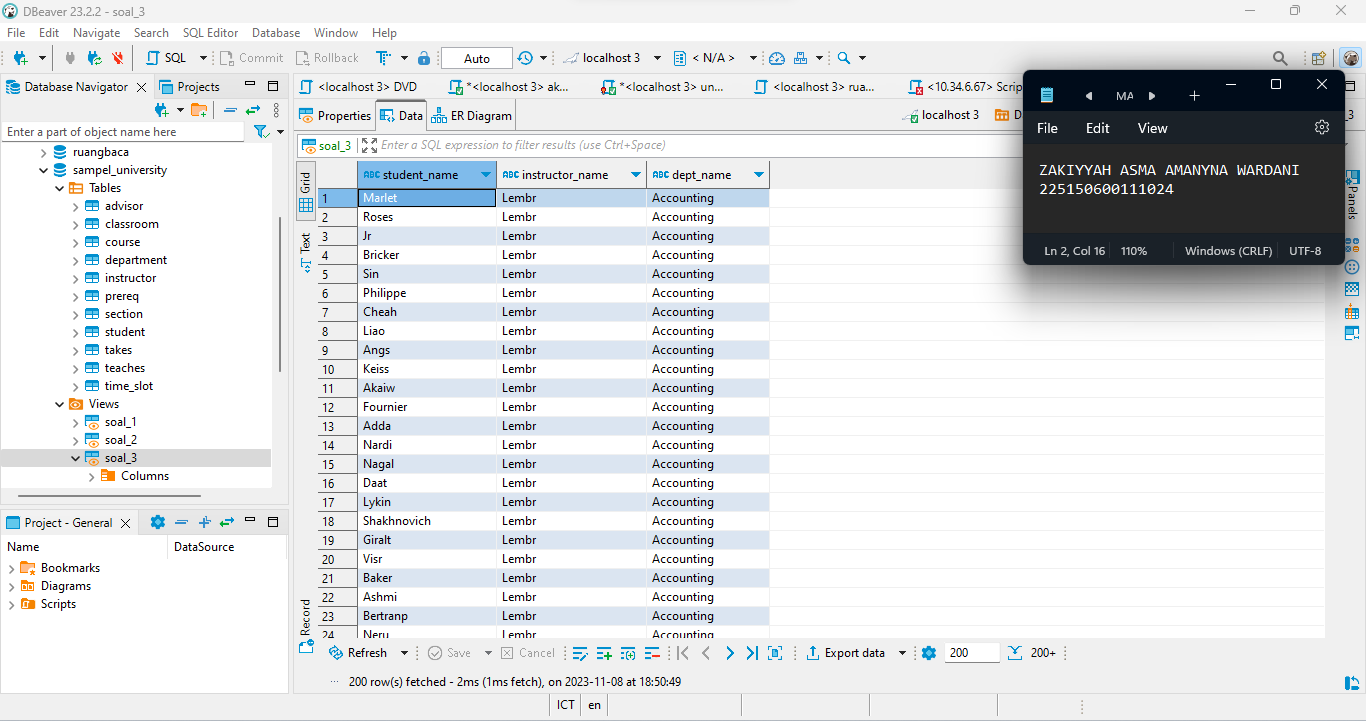 DBeaver 23.2.2 - soal_3
File Edit Navigate Search SQL Editor Database Window Help
SQL Commit Rollback Auto localhost 3 < N/A >
Database Navigator Projects
<localhost 3> DVD *<localhost 3> ak... *<localhost 3> un... <localhost 3> rua... <10.34.6.67> Scrip
Enter a part of object name here
ruangbaca
sampel_university
Tables
advisor
classroom
course
department
instructor
prereq
section
student
takes
teaches
time_slot
Views
soal_1
soal_2
soal_3
Columns
Project - General
Name DataSource
Bookmarks
Diagrams
Scripts
Properties Data ER Diagram localhost 3
soal_3 Enter a SQL expression to filter results (use Ctrl+Space)
Grid
Text
Record
ABC student_name ABC instructor_name ABC dept_name
1 Marlet Lembr Accounting
2 Roses Lembr Accounting
3 Jr Lembr Accounting
4 Bricker Lembr Accounting
5 Sin Lembr Accounting
6 Philippe Lembr Accounting
7 Cheah Lembr Accounting
8 Liao Lembr Accounting
9 Angs Lembr Accounting
10 Keiss Lembr Accounting
11 Akaiw Lembr Accounting
12 Fournier Lembr Accounting
13 Adda Lembr Accounting
14 Nardi Lembr Accounting
15 Nagal Lembr Accounting
16 Daat Lembr Accounting
17 Lykin Lembr Accounting
18 Shakhnovich Lembr Accounting
19 Giralt Lembr Accounting
20 Visr Lembr Accounting
21 Baker Lembr Accounting
22 Ashmi Lembr Accounting
23 Bertranp Lembr Accounting
24 Neru Lembr Accounting
Refresh Save Cancel Export data 200 200+
200 row(s) fetched - 2ms (1ms fetch), on 2023-11-08 at 18:50:49
ICT en
MA
File Edit View
ZAKIYYAH ASMA AMANYNA WARDANI
225150600111024
Ln 2, Col 16 110% Windows (CRLF) UTF-8
Panels